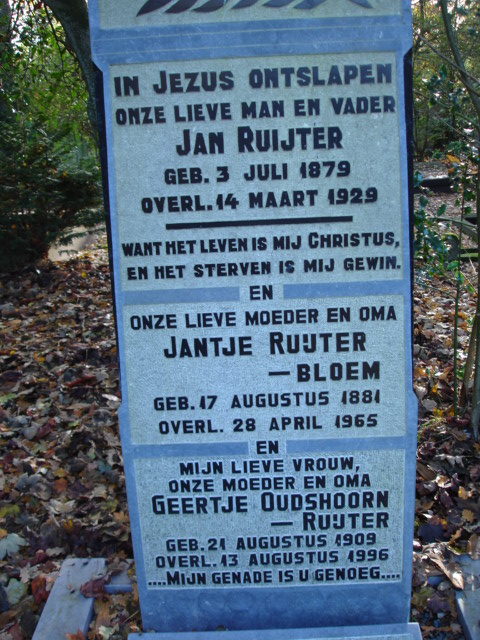 IN JEZUS ONTSLAPEN
ONZE LIEVE MAN EN VADER
JAN RUIJTER
GEB. 3 JULI 1879
OVERL. 14 MAART 1929
WANT HET LEVEN IS MIJ CHRISTUS,
EN HET STERVEN IS MIJ GEWIN.
EN
ONZE LIEVE MOEDER EN OMA
JANTJE RUIJTER
—BLOEM
GEB. 17 AUGUSTUS 1881
OVERL. 28 APRIL 1965
EN
MIJN LIEVE VROUW,
ONZE MOEDER EN OMA
GEERTJE OUDSHOORN
—RUIJTER
GEB. 21 AUGUSTUS 1909
OVERL. 13 AUGUSTUS 1996
....MIJN GENADE IS U GENOEG....